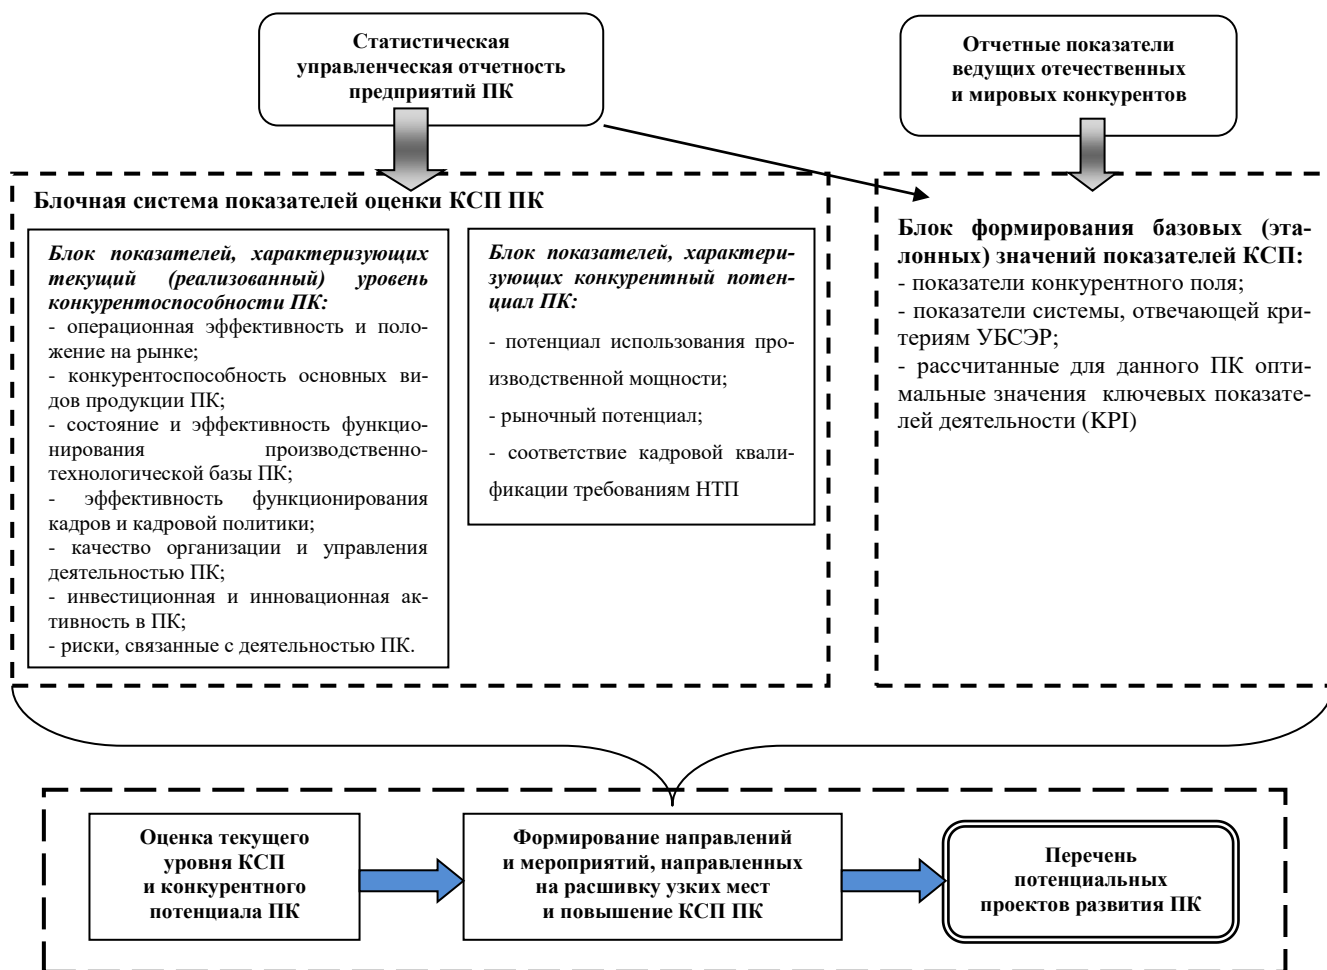 Статистическая
управленческая отчетность
предприятий ПК
Отчетные показатели
ведущих отечественных
и мировых конкурентов
Блочная система показателей оценки КСП ПК
Блок показателей, характеризующих
текущий (реализованный) уровень
конкурентоспособности ПК:
- операционная эффективность и поло-
жение на рынке;
- конкурентоспособность основных ви-
дов продукции ПК;
- состояние и эффективность функцио-
нирования производственно-
технологической базы ПК;
- эффективность функционирования
кадров и кадровой политики;
- качество организации и управления
деятельностью ПК;
- инвестиционная и инновационная ак-
тивность в ПК;
- риски, связанные с деятельностью ПК.
Блок показателей, характери-
зующих конкурентный потен-
циал ПК:
- потенциал использования про-
изводственной мощности;
- рыночный потенциал;
- соответствие кадровой квали-
фикации требованиям НТП
Блок формирования базовых (эта-
лонных) значений показателей КСП:
- показатели конкурентного поля;
- показатели системы, отвечающей кри-
териям УБСЭР;
- рассчитанные для данного ПК опти-
мальные значения ключевых показате-
лей деятельности (KPI)
Оценка текущего
уровня КСП
и конкурентного
потенциала ПК
Формирование направлений
и мероприятий, направленных
на расшивку узких мест
и повышение КСП ПК
Перечень
потенциальных
проектов развития ПК